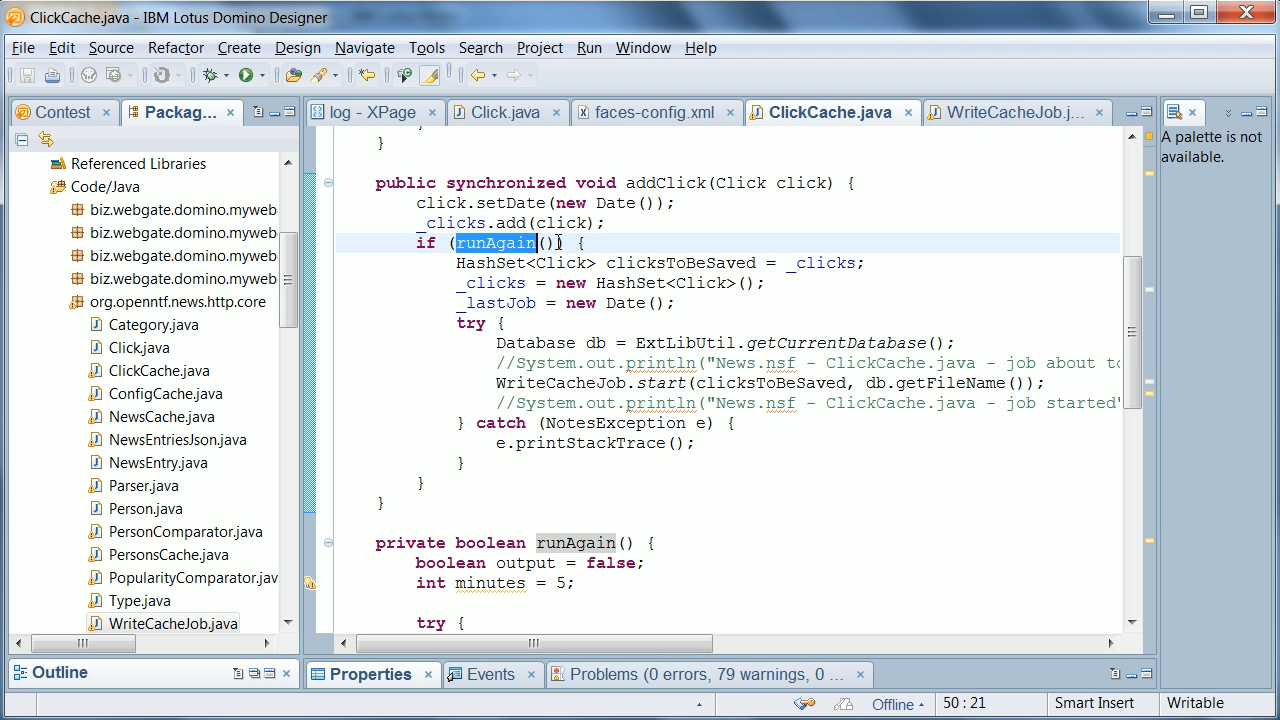 ClickCache.java - IBM Lotus Domino Designer
File Edit Source Refactor Create Design Navigate Tools Search Project Run Window Help
Contest
Packag...
log - XPage
Click.java
faces-config.xml
ClickCache.java
WriteCacheJob.j...
A palette is not
available.
Referenced Libraries
Code/Java
biz.webgate.domino.myweb
biz.webgate.domino.myweb
biz.webgate.domino.myweb
biz.webgate.domino.myweb
org.openntf.news.http.core
Category.java
Click.java
ClickCache.java
ConfigCache.java
NewsCache.java
NewsEntriesJson.java
NewsEntry.java
Parser.java
Person.java
PersonComparator.java
PersonsCache.java
PopularityComparator.jav
Type.java
WriteCacheJob.java
}
}
public synchronized void addClick(Click click) {
click.setDate(new Date());
_clicks.add(click);
if (runAgain()) {
HashSet<Click> clicksToBeSaved = _clicks;
_clicks = new HashSet<Click>();
_lastJob = new Date();
try {
Database db = ExtLibUtil.getCurrentDatabase();
//System.out.println("News.nsf - ClickCache.java - job about to
WriteCacheJob.start(clicksToBeSaved, db.getFileName());
//System.out.println("News.nsf - ClickCache.java - job started"
} catch (NotesException e) {
e.printStackTrace();
}
}
}
private boolean runAgain() {
boolean output = false;
int minutes = 5;
try {
Outline
Properties
Events
Problems (0 errors, 79 warnings, 0 ...
Offline
50 : 21
Smart Insert
Writable